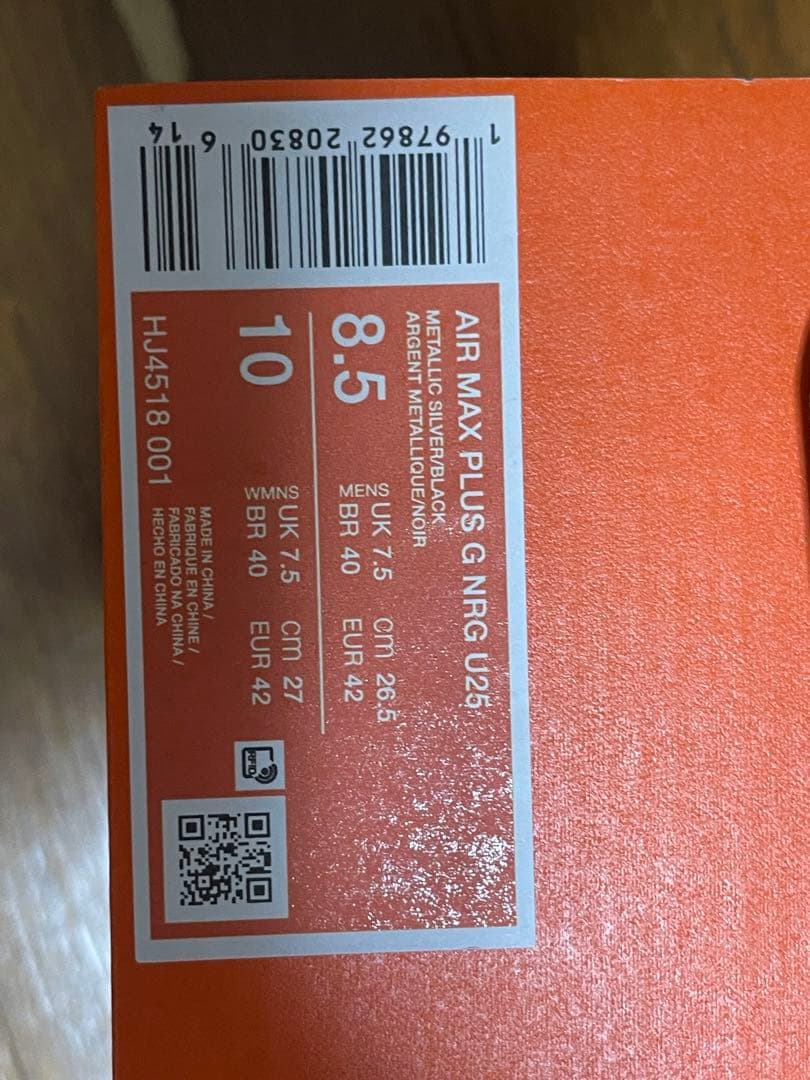 AIR MAX PLUS G NRG U25
METALLIC SILVER/BLACK
ARGENT METALLIQUE/NOIR
8.5
MENS UK 7.5 cm 26.5
BR 40 EUR 42
10
WMNS UK 7.5 cm 27
BR 40 EUR 42
HJ4518 001
MADE IN CHINA /
FABRIQUE EN CHINE /
FABRICADO NA CHINA /
HECHO EN CHINA
RFID
1 97862 20830 6 14